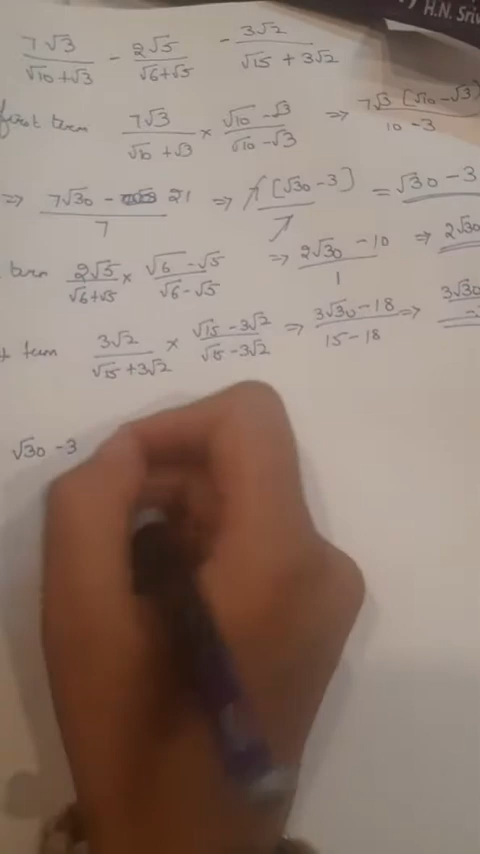 H.N. Sriv
7√3/(√10+√3) - 2√5/(√6+√5) - 3√2/(√15 + 3√2)
first term 7√3/(√10 + √3) × (√10 - √3)/(√10 - √3) ⇒ 7√3 (√10 - √3)/(10 - 3)
⇒ (7√30 - 21)/7 ⇒ 7(√30 - 3)/7 = √30 - 3
term 2√5/(√6+√5) × (√6 - √5)/(√6 - √5) ⇒ (2√30 - 10)/1 ⇒ 2√30
term 3√2/(√15 + 3√2) × (√15 - 3√2)/(√15 - 3√2) ⇒ (3√30 - 18)/(15 - 18) ⇒ 3√30
√30 - 3